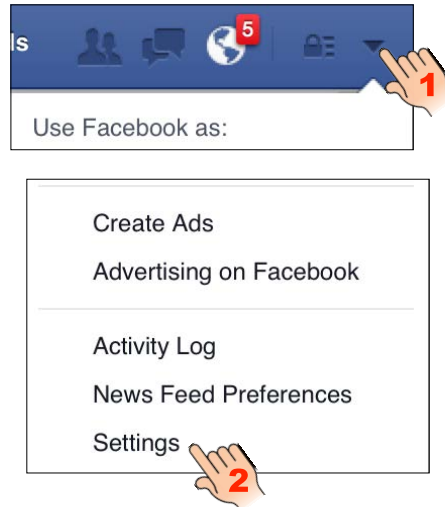 ls
5
1
Use Facebook as:
Create Ads
Advertising on Facebook
Activity Log
News Feed Preferences
Settings
2